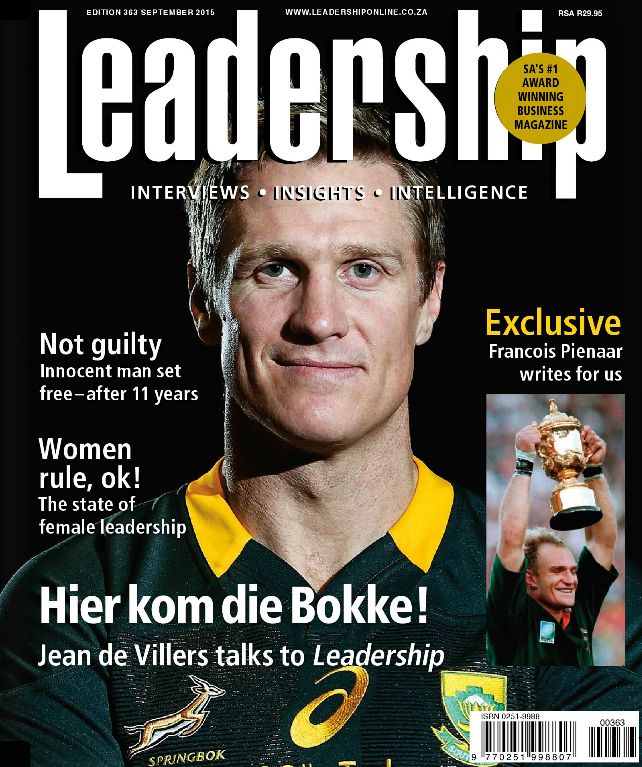 EDITION 363 SEPTEMBER 2015
WWW.LEADERSHIPONLINE.CO.ZA
RSA R29.95
Leadership
SA'S #1
AWARD
WINNING
BUSINESS
MAGAZINE
INTERVIEWS • INSIGHTS • INTELLIGENCE
Not guilty
Innocent man set
free–after 11 years
Women
rule, ok!
The state of
female leadership
Exclusive
Francois Pienaar
writes for us
Hier kom die Bokke!
Jean de Villers talks to Leadership
SPRINGBOK
ISBN 0251-9988
00363
9 770251 998807